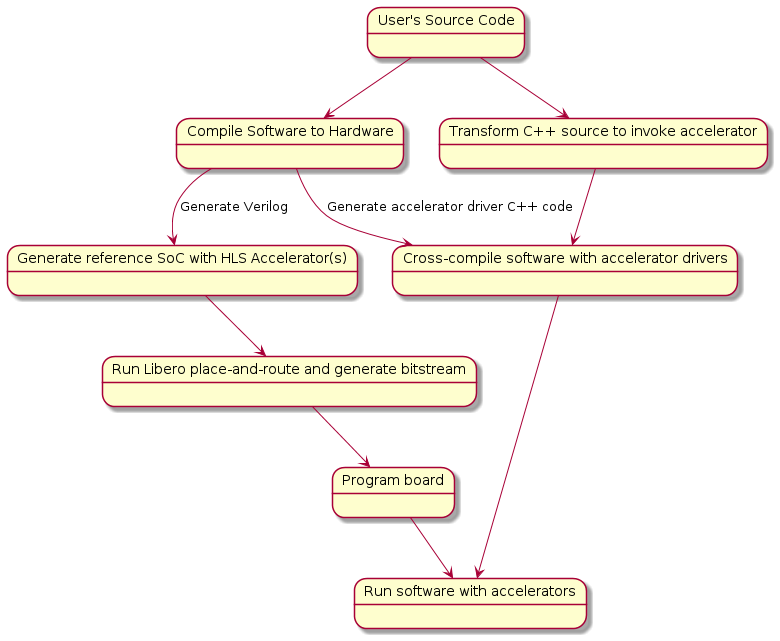 User's Source Code
Compile Software to Hardware
Transform C++ source to invoke accelerator
Generate Verilog
Generate accelerator driver C++ code
Generate reference SoC with HLS Accelerator(s)
Cross-compile software with accelerator drivers
Run Libero place-and-route and generate bitstream
Program board
Run software with accelerators